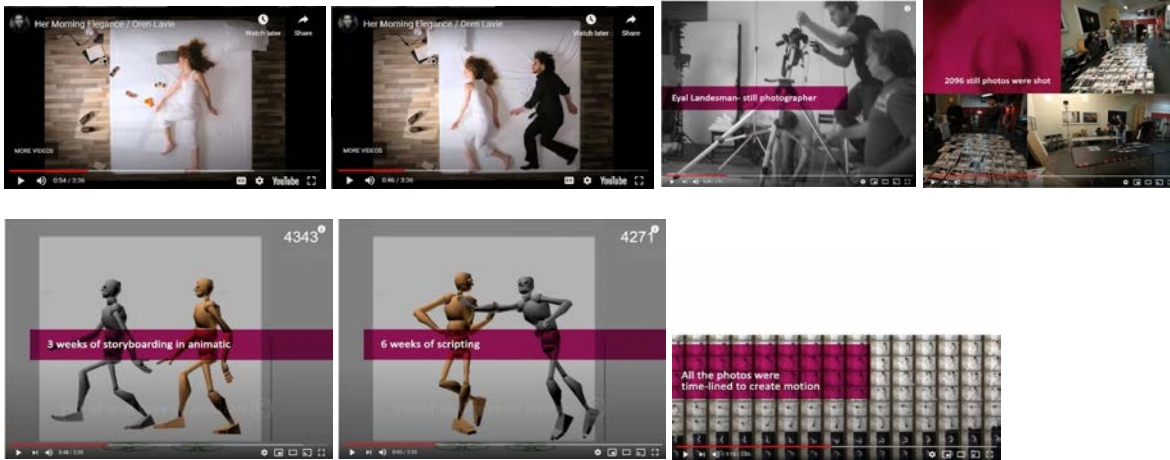 Her Morning Elegance / Oren Lavie
Watch later
Share
MORE VIDEOS
0:54 / 3:36
YouTube
Her Morning Elegance / Oren Lavie
Watch later
Share
MORE VIDEOS
0:46 / 3:36
YouTube
Eyal Landesman- still photographer
2096 still photos were shot
4343
3 weeks of storyboarding in animatic
4271
6 weeks of scripting
All the photos were
time-lined to create motion